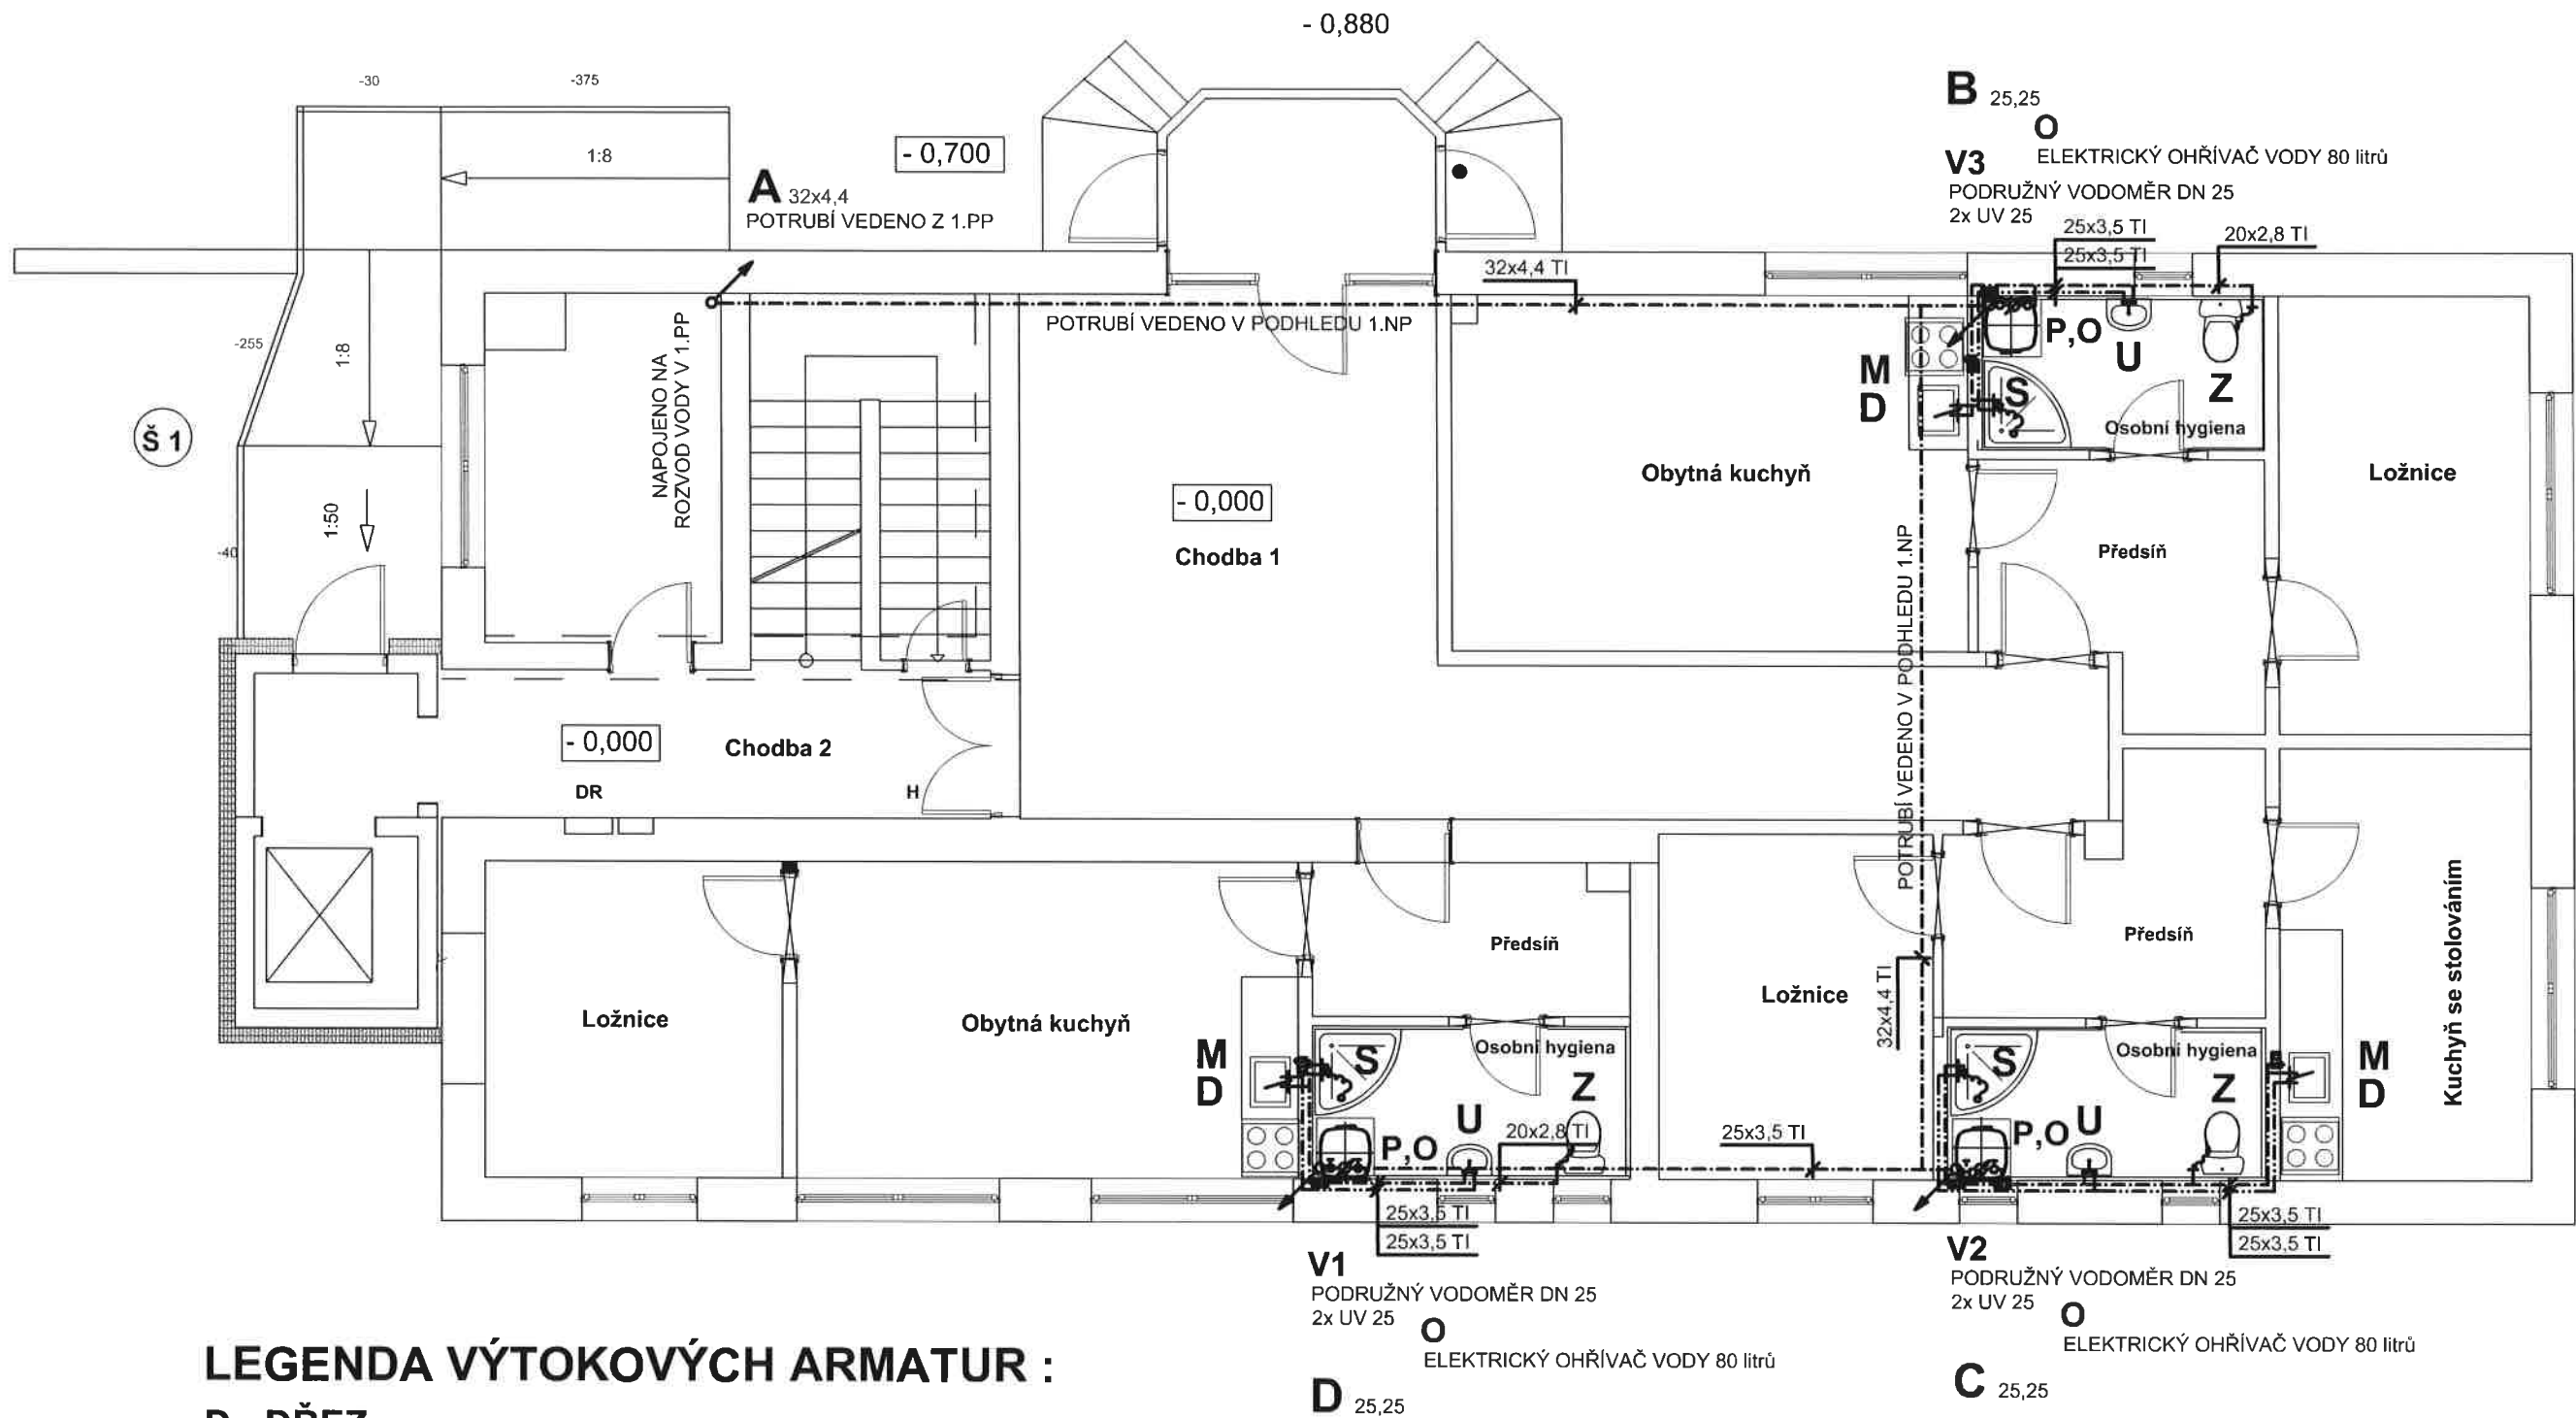 - 0,880
-30
-375
B 25,25
O
ELEKTRICKÝ OHŘÍVAČ VODY 80 litrů
V3
PODRUŽNÝ VODOMĚR DN 25
2x UV 25
1:8
- 0,700
A 32x4,4
POTRUBÍ VEDENO Z 1.PP
25x3,5 TI
25x3,5 TI
20x2,8 TI
32x4,4 TI
POTRUBÍ VEDENO V PODHLEDU 1.NP
-255
1:8
NAPOJENO NA
ROZVOD VODY V 1.PP
P,O
U
Z
M
D
S
Osobní hygiena
Š 1
Obytná kuchyň
Ložnice
- 0,000
Chodba 1
1:50
-40
Předsíň
POTRUBÍ VEDENO V PODHLEDU 1.NP
- 0,000
Chodba 2
DR
H
Předsíň
Předsíň
Kuchyň se stolováním
Ložnice
Obytná kuchyň
Ložnice
32x4,4 TI
M
D
S
Osobní hygiena
Z
U
P,O
20x2,8 TI
25x3,5 TI
S
Osobní hygiena
Z
U
P,O
M
D
25x3,5 TI
25x3,5 TI
25x3,5 TI
25x3,5 TI
V1
PODRUŽNÝ VODOMĚR DN 25
2x UV 25
O
ELEKTRICKÝ OHŘÍVAČ VODY 80 litrů
D 25,25
V2
PODRUŽNÝ VODOMĚR DN 25
2x UV 25
O
ELEKTRICKÝ OHŘÍVAČ VODY 80 litrů
C 25,25
LEGENDA VÝTOKOVÝCH ARMATUR :